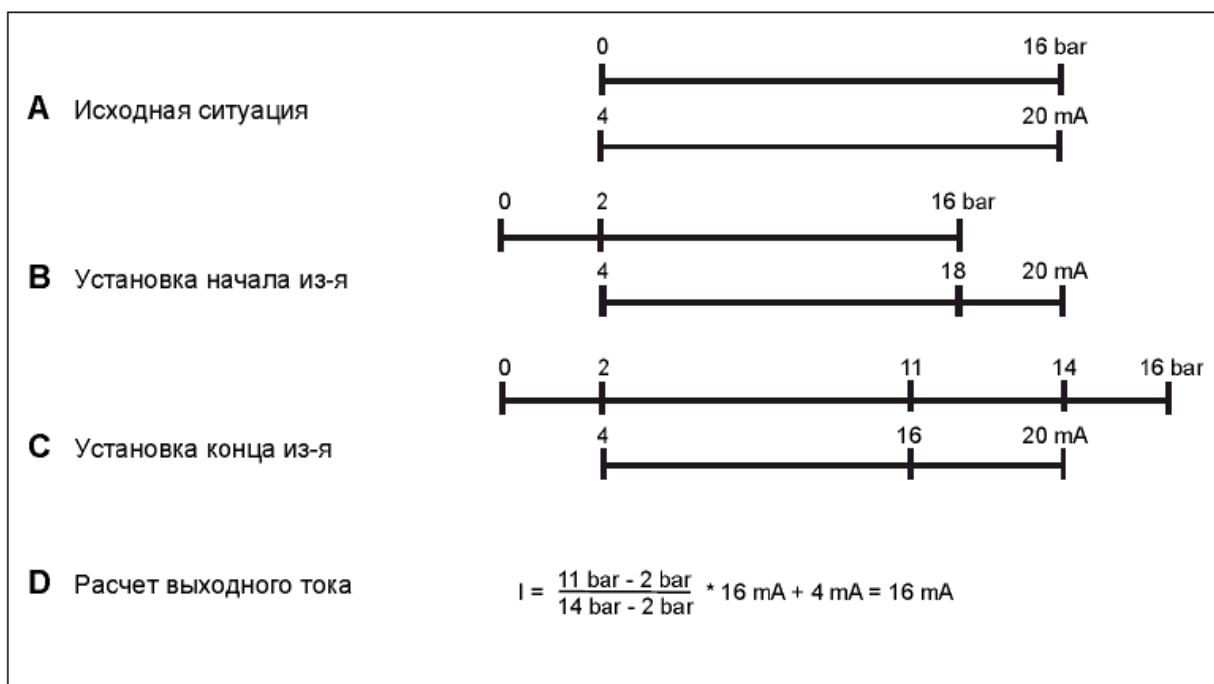 0 16 bar
A Исходная ситуация
4 20 mA
0 2 16 bar
B Установка начала из-я
4 18 20 mA
0 2 11 14 16 bar
C Установка конца из-я
4 16 20 mA
D Расчет выходного тока
I = 11 bar - 2 bar / 14 bar - 2 bar * 16 mA + 4 mA = 16 mA